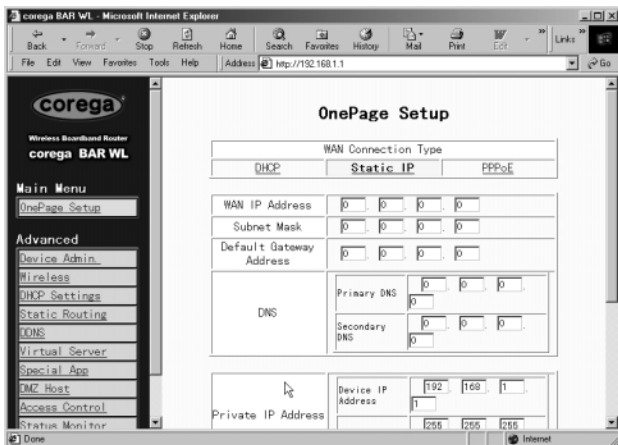 corega BAR WL - Microsoft Internet Explorer
Back Forward Stop Refresh Home Search Favorites History Mail Print Edit » Links »
File Edit View Favorites Tools Help Address http://192.168.1.1 Go
corega
Wireless Boardband Router
corega BAR WL
Main Menu
OnePage Setup
Advanced
Device Admin.
Wireless
DHCP Settings
Static Routing
DDNS
Virtual Server
Special App
DMZ Host
Access Control
Status Monitor
OnePage Setup
WAN Connection Type
DHCP Static IP PPPoE
WAN IP Address 0 . 0 . 0 . 0
Subnet Mask 0 . 0 . 0 . 0
Default Gateway Address 0 . 0 . 0 . 0
DNS
Primary DNS 0 . 0 . 0 .
0
Secondary DNS 0 . 0 . 0 .
0
Private IP Address
Device IP Address 192 . 168 . 1 .
1
255 255 255
Done Internet